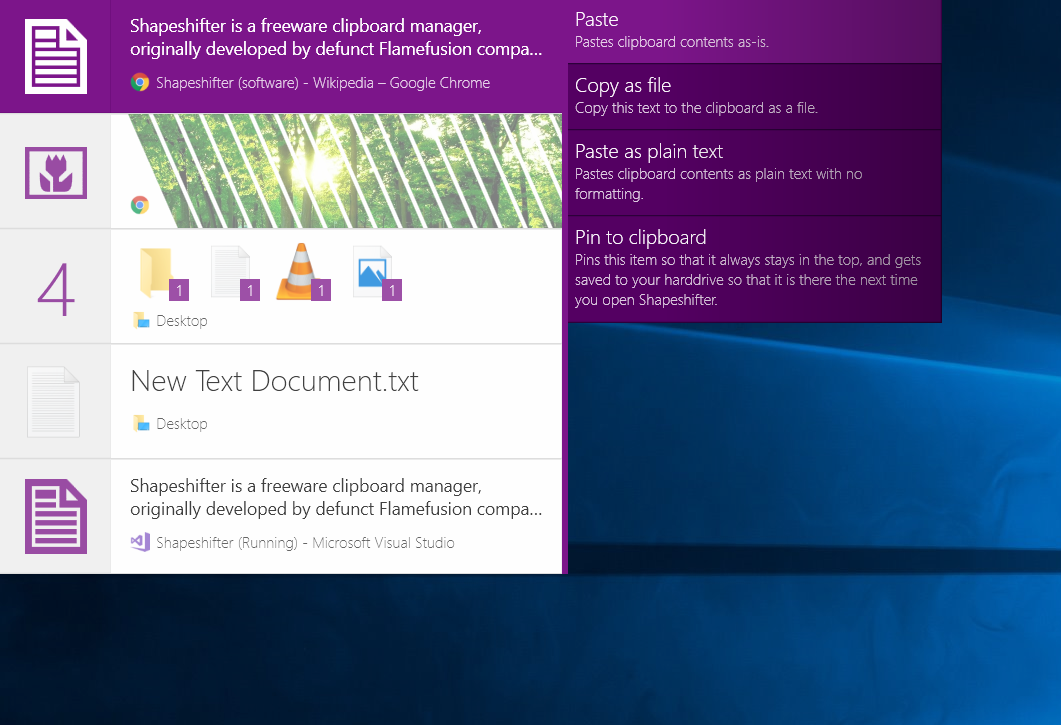 Shapeshifter is a freeware clipboard manager,
originally developed by defunct Flamefusion compa...
Shapeshifter (software) - Wikipedia – Google Chrome
4
1
1
1
1
Desktop
New Text Document.txt
Desktop
Shapeshifter is a freeware clipboard manager,
originally developed by defunct Flamefusion compa...
Shapeshifter (Running) - Microsoft Visual Studio
Paste
Pastes clipboard contents as-is.
Copy as file
Copy this text to the clipboard as a file.
Paste as plain text
Pastes clipboard contents as plain text with no
formatting.
Pin to clipboard
Pins this item so that it always stays in the top, and gets
saved to your harddrive so that it is there the next time
you open Shapeshifter.